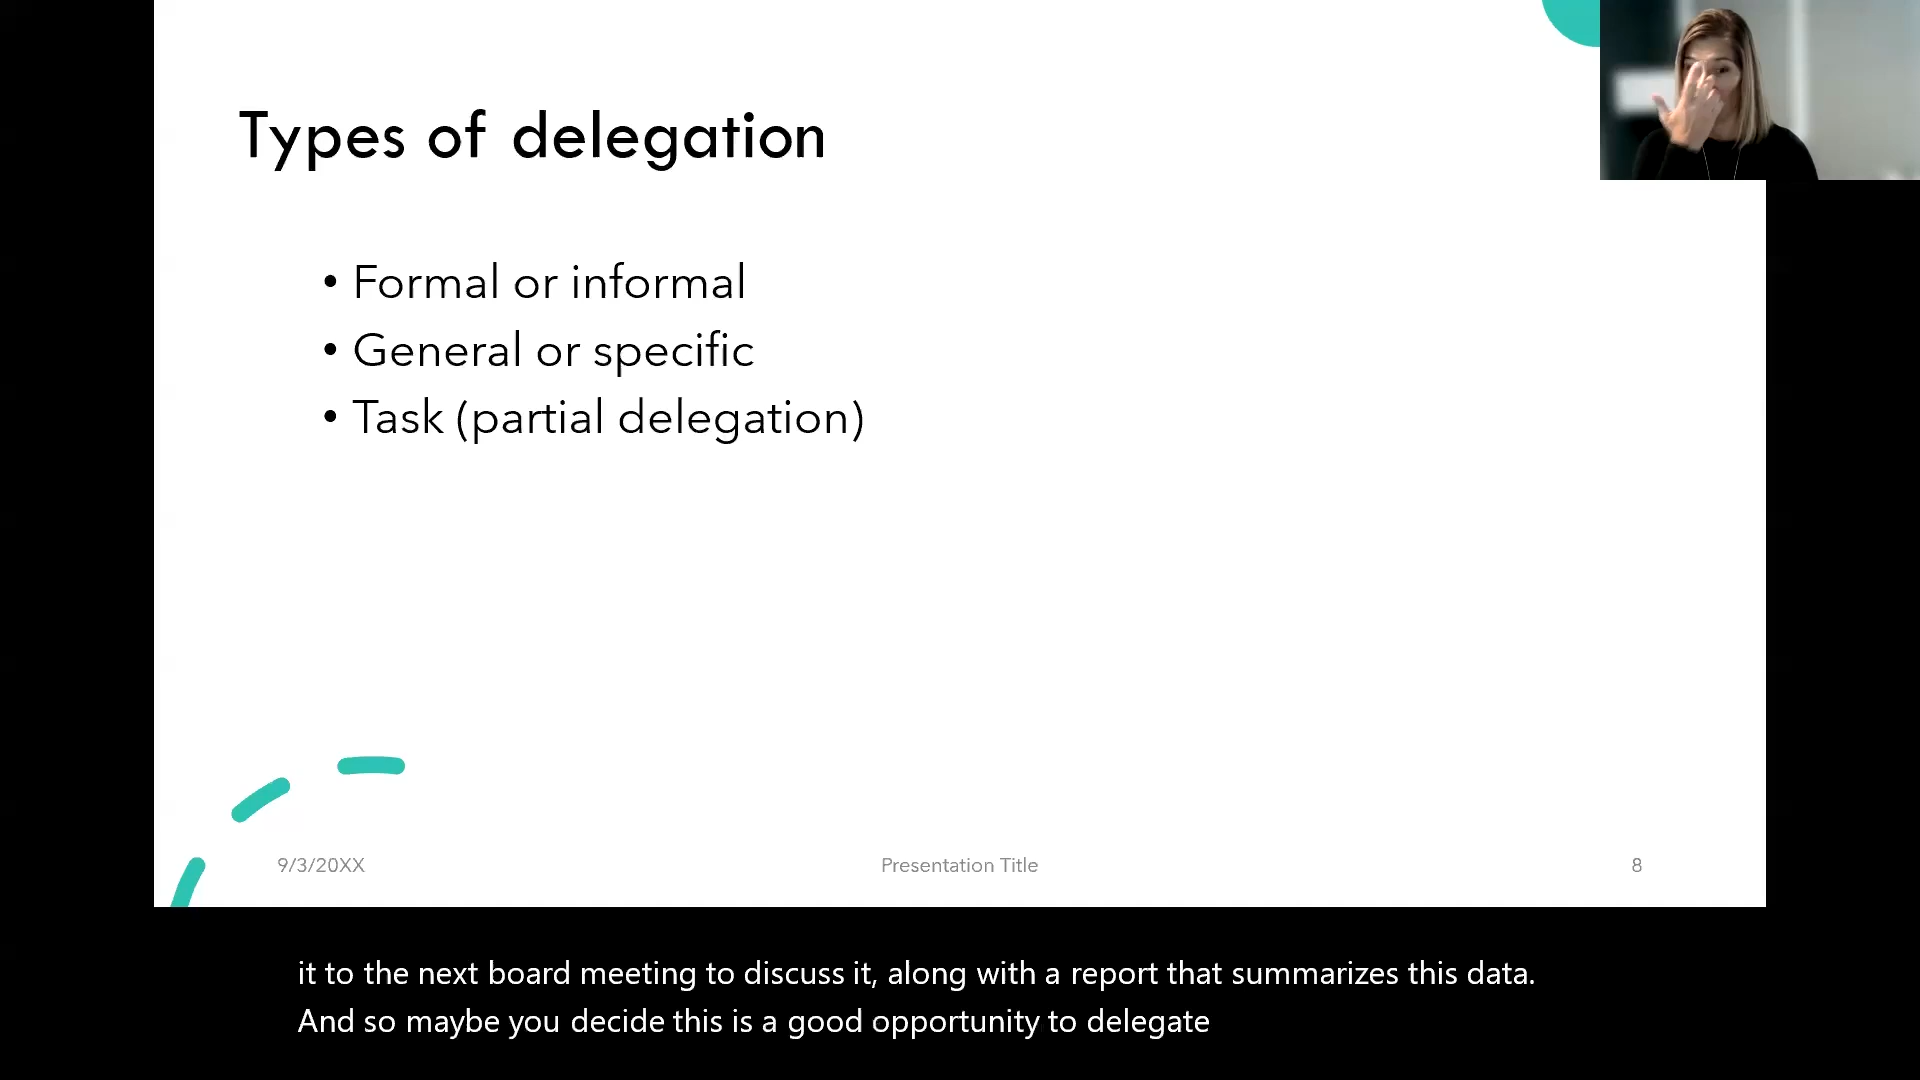 Types of delegation
• Formal or informal
• General or specific
• Task (partial delegation)
9/3/20XX
Presentation Title
8
it to the next board meeting to discuss it, along with a report that summarizes this data.
And so maybe you decide this is a good opportunity to delegate